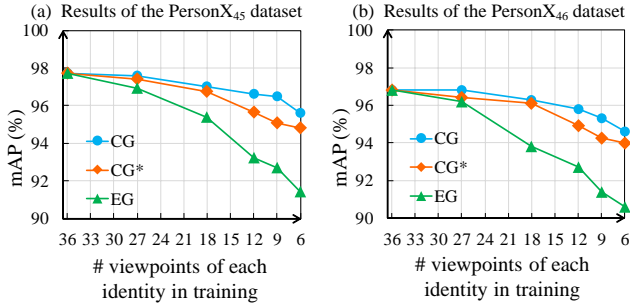 (a) Results of the PersonX45 dataset
100
98
96
94
92
90
mAP (%)
CG
CG*
EG
36 33 30 27 24 21 18 15 12 9 6
# viewpoints of each
identity in training
(b) Results of the PersonX46 dataset
100
98
96
94
92
90
mAP (%)
CG
CG*
EG
36 33 30 27 24 21 18 15 12 9 6
# viewpoints of each
identity in training